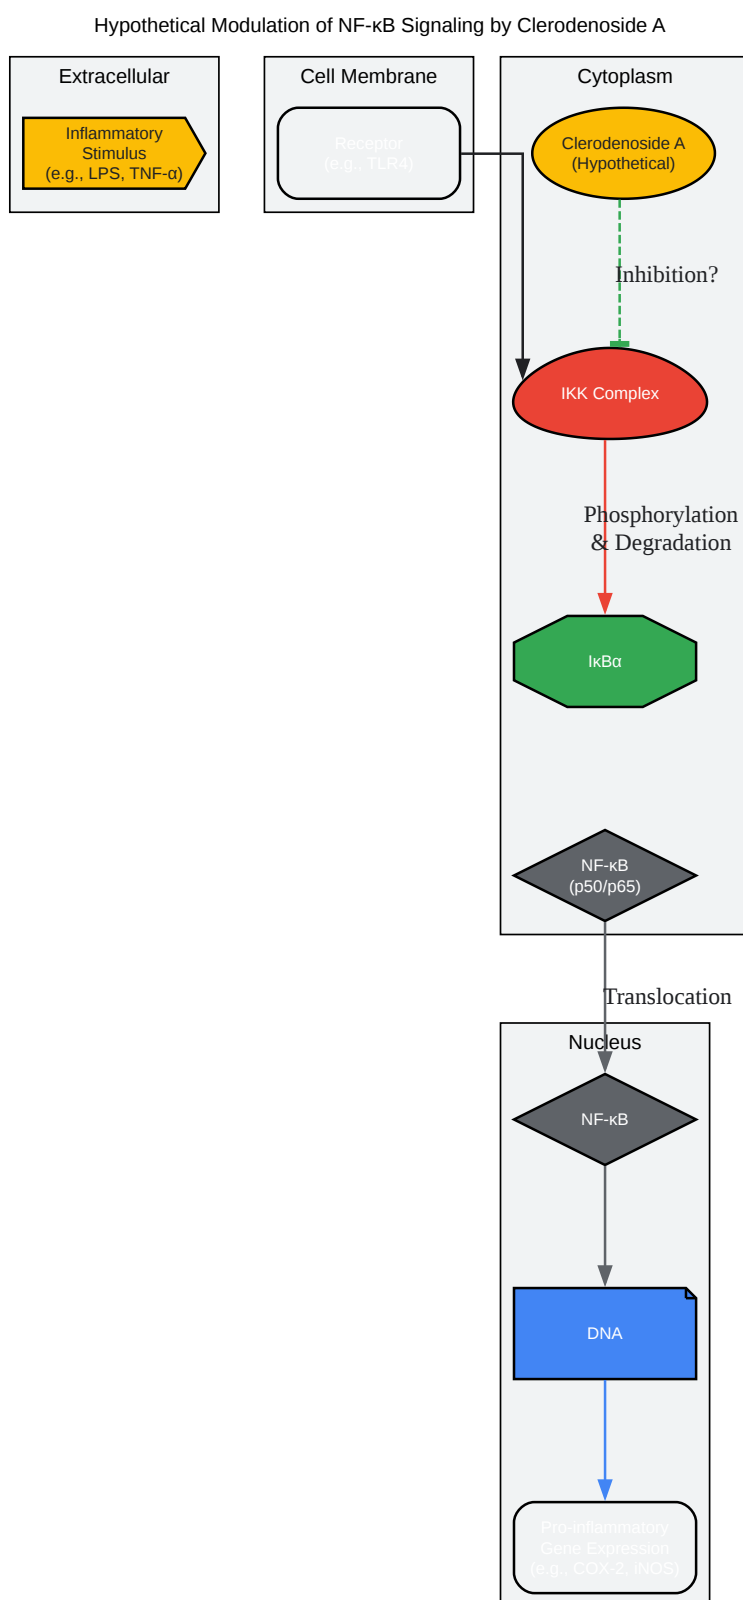 Hypothetical Modulation of NF-κB Signaling by Clerodenoside A
Extracellular
Inflammatory
Stimulus
(e.g., LPS, TNF-α)
Cell Membrane
Receptor
(e.g., TLR4)
Cytoplasm
Clerodenoside A
(Hypothetical)
Inhibition?
IKK Complex
Phosphorylation
& Degradation
IκBα
NF-κB
(p50/p65)
Translocation
Nucleus
NF-κB
DNA
Pro-inflammatory
Gene Expression
(e.g., COX-2, iNOS)